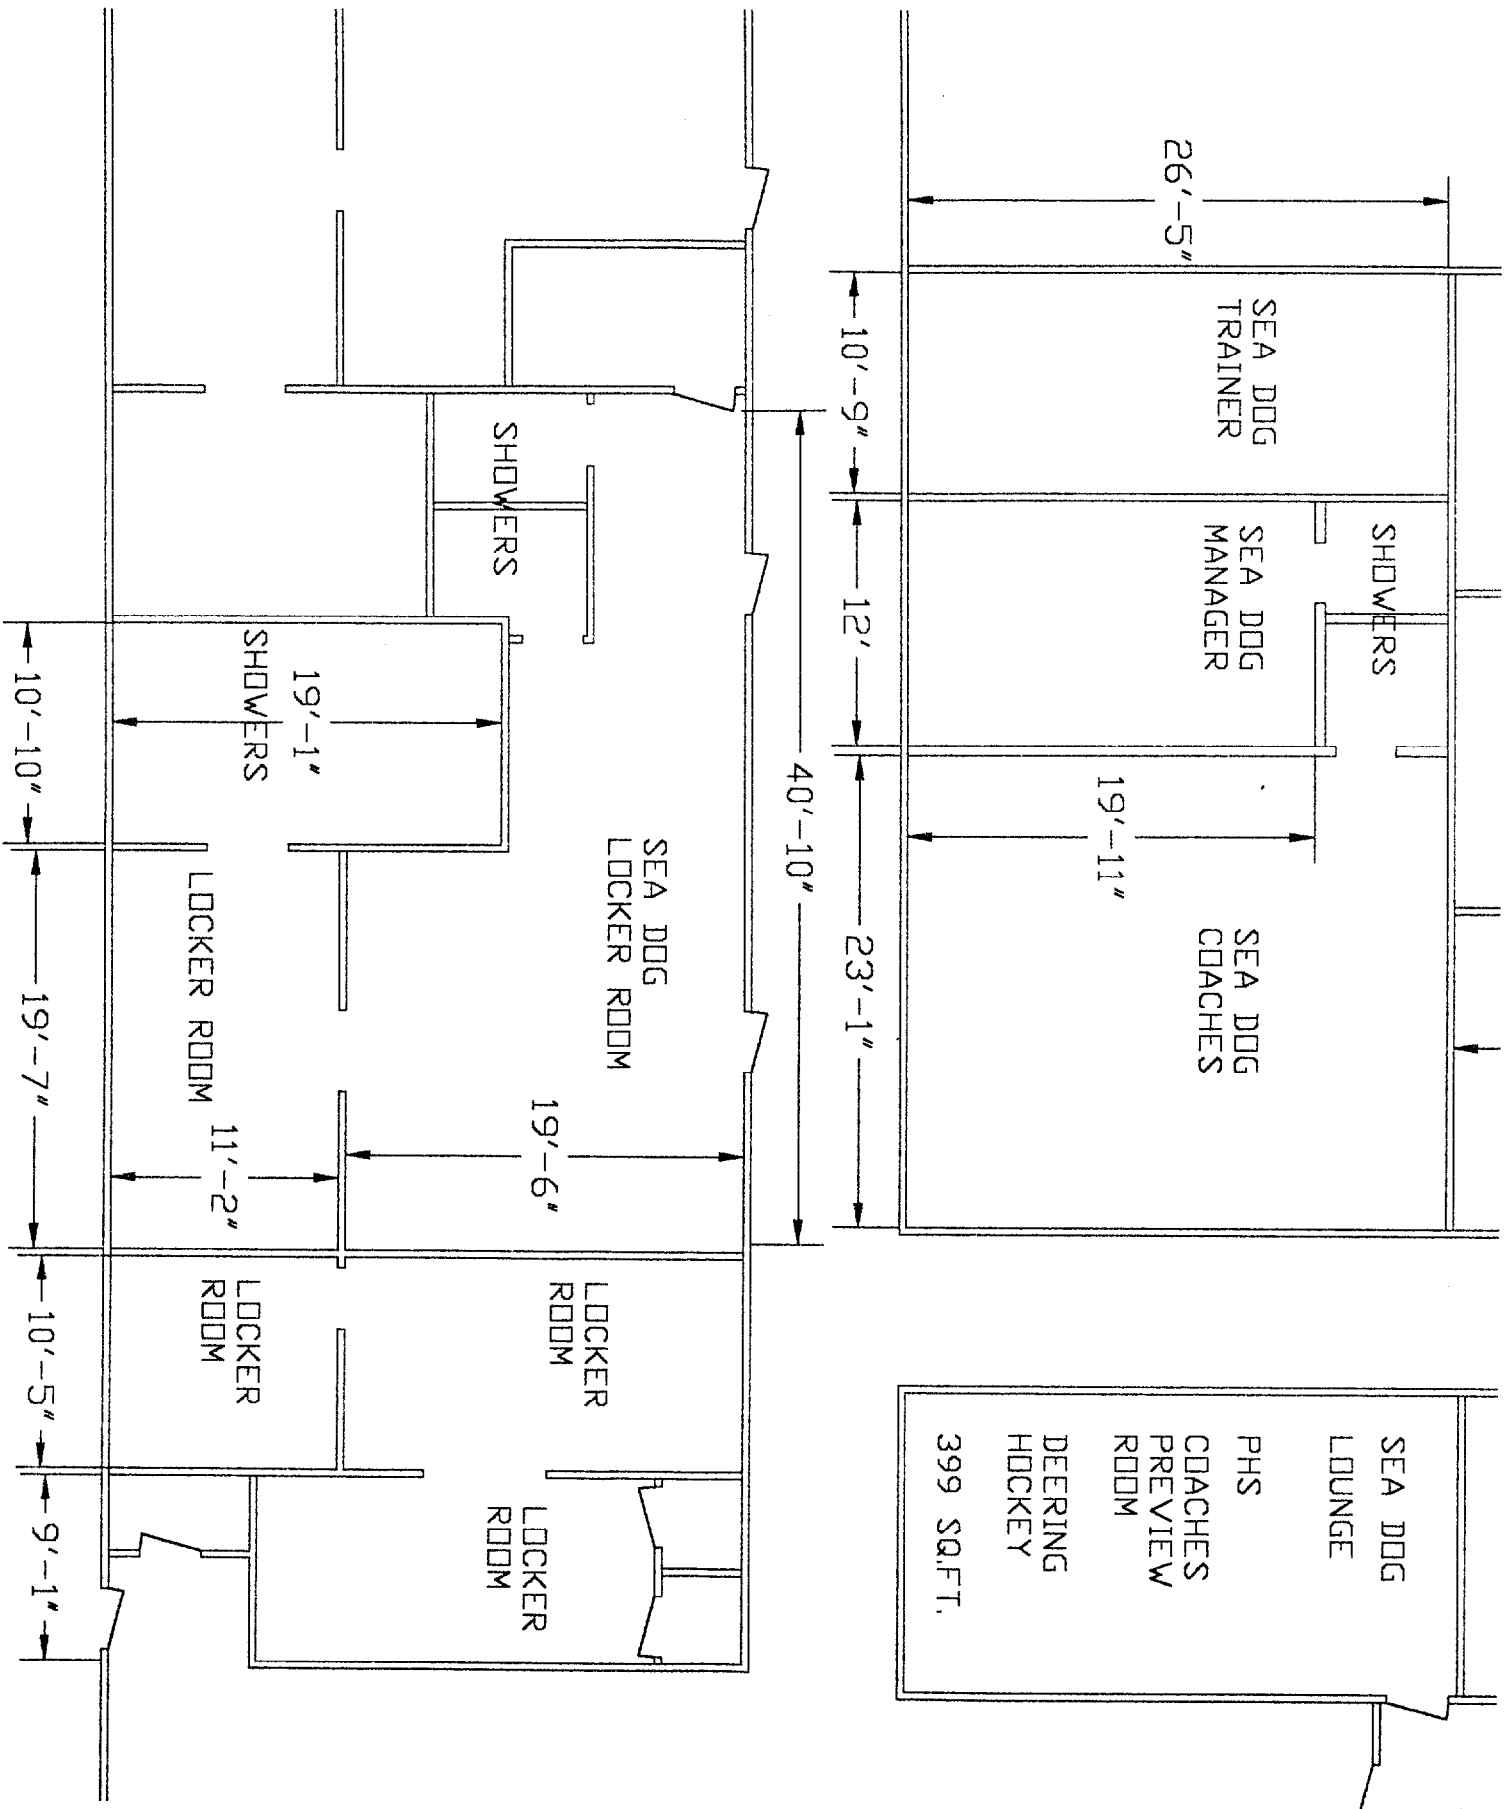 SEA DOG
LOUNGE
PHS
COACHES
PREVIEW
ROOM
DEERING
HOCKEY
399 SQ.FT.
26'-5"
SEA DOG
TRAINER
10'-9"
SHOWERS
SEA DOG
MANAGER
12'
19'-11"
SEA DOG
COACHES
23'-1"
40'-10"
SHOWERS
SEA DOG
LOCKER ROOM
19'-6"
19'-1"
SHOWERS
10'-10"
LOCKER ROOM
11'-2"
19'-7"
LOCKER
ROOM
LOCKER
ROOM
10'-5"
LOCKER
ROOM
9'-1"